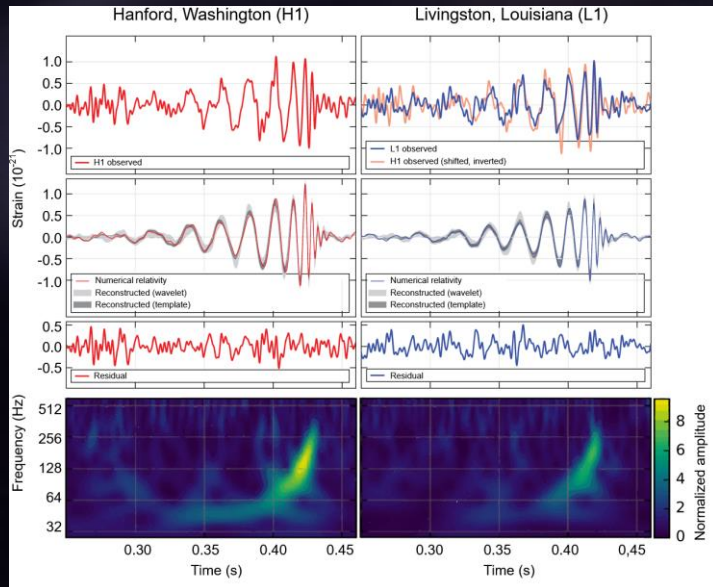 Hanford, Washington (H1)
Livingston, Louisiana (L1)
Strain (10⁻²¹)
1.0
0.5
0.0
-0.5
-1.0
H1 observed
L1 observed
H1 observed (shifted, inverted)
1.0
0.5
0.0
-0.5
-1.0
Numerical relativity
Reconstructed (wavelet)
Reconstructed (template)
Numerical relativity
Reconstructed (wavelet)
Reconstructed (template)
0.5
0.0
-0.5
Residual
Residual
Frequency (Hz)
512
256
128
64
32
0.30
0.35
0.40
0.45
Time (s)
0.30
0.35
0.40
0,45
Time (s)
8
6
4
2
0
Normalized amplitude